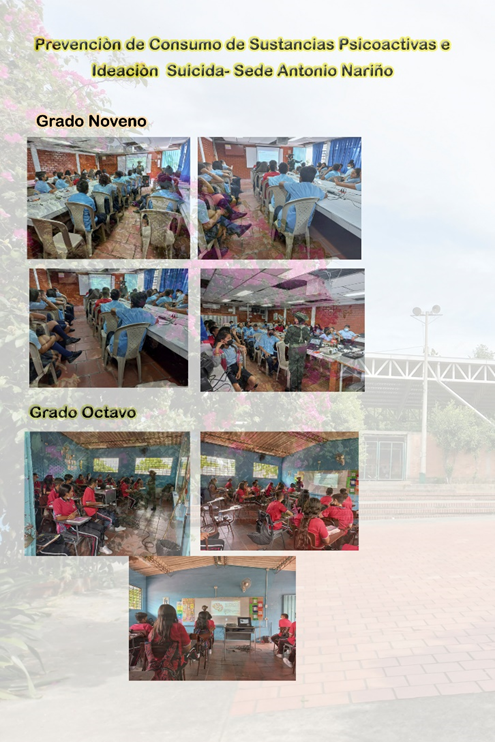 Prevenciòn de Consumo de Sustancias Psicoactivas e
Ideaciòn Suicida- Sede Antonio Nariño
Grado Noveno
Grado Octavo